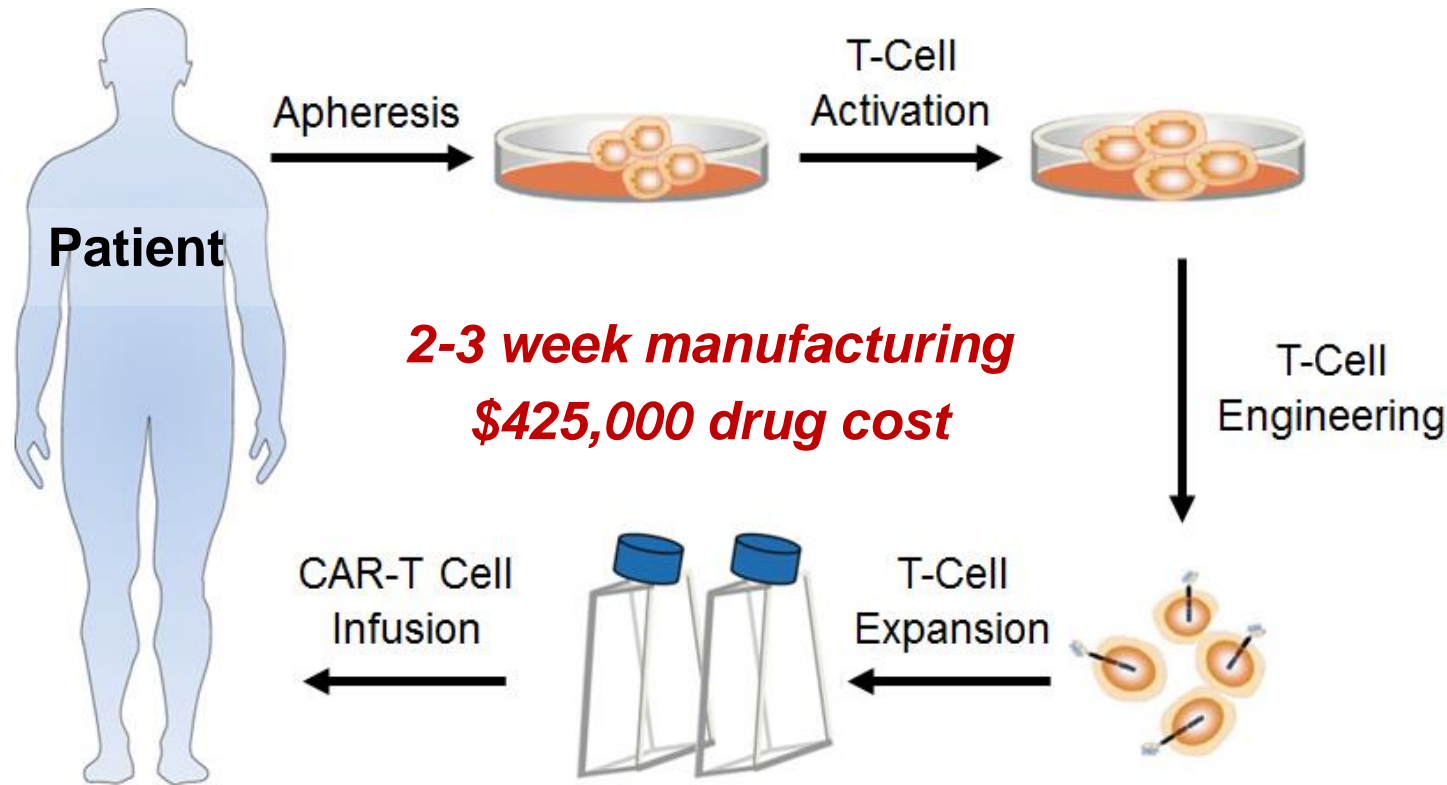 Apheresis
T-Cell
Activation
Patient
2-3 week manufacturing
$425,000 drug cost
T-Cell
Engineering
CAR-T Cell
Infusion
T-Cell
Expansion